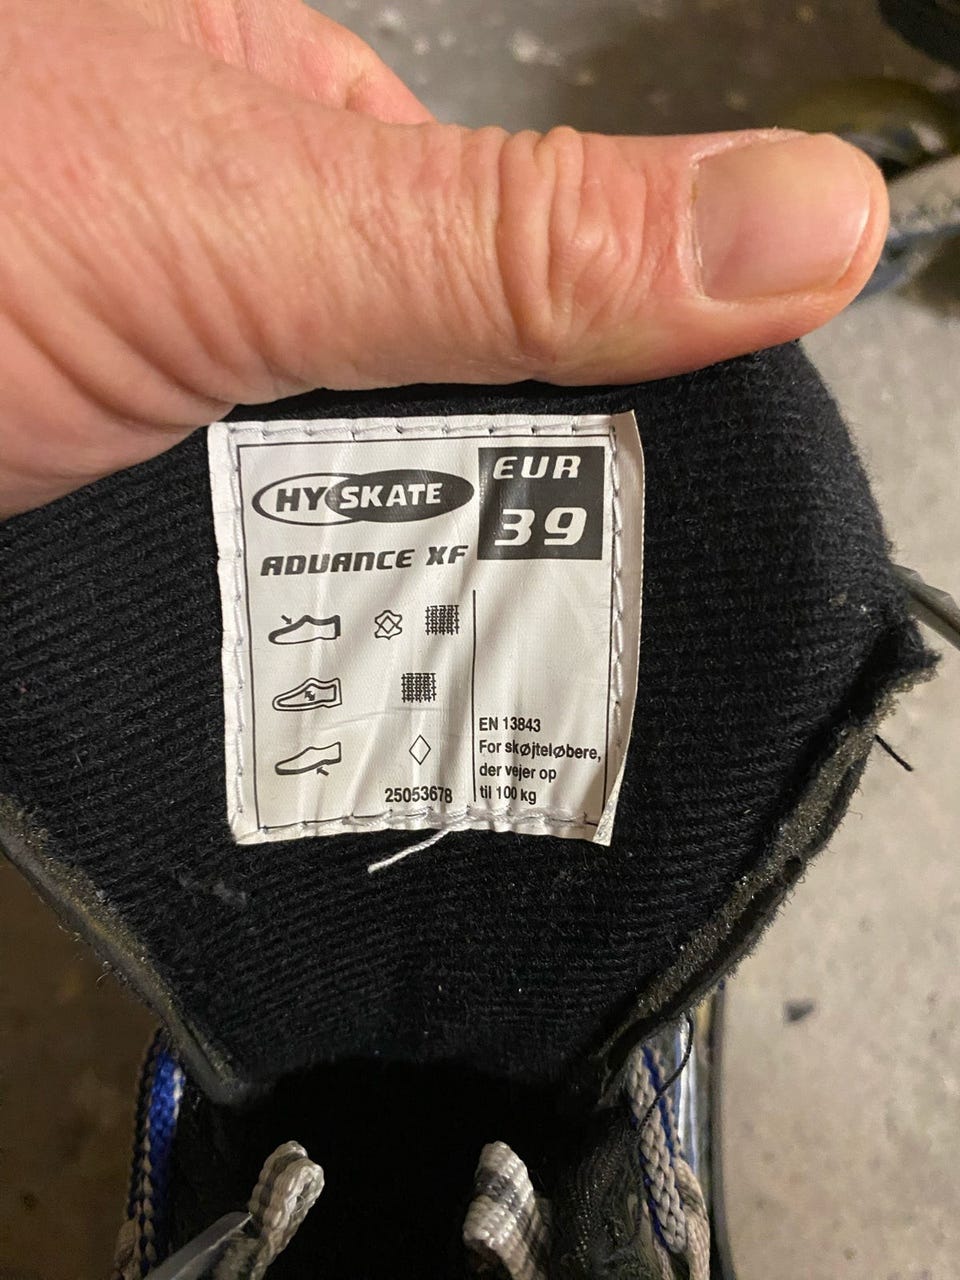 HY SKATE
EUR
39
ADVANCE XF
EN 13843
For skøjteløbere,
der vejer op
til 100 kg
25053678